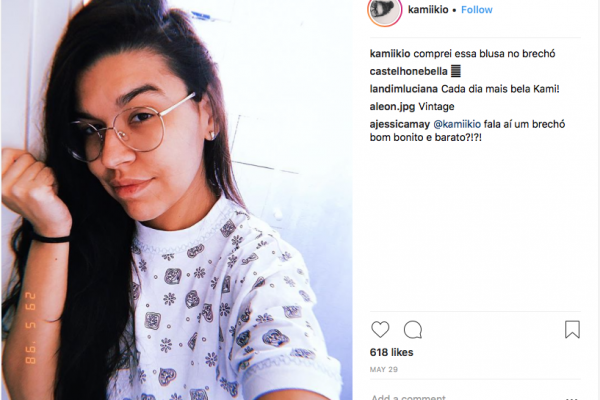 kamiikio • Follow
kamiikio comprei essa blusa no brechó
castelhonebella
landimluciana Cada dia mais bela Kami!
aleon.jpg Vintage
ajessicamay @kamiikio fala aí um brechó
bom bonito e barato?!?!
618 likes
MAY 29
Add a comment...